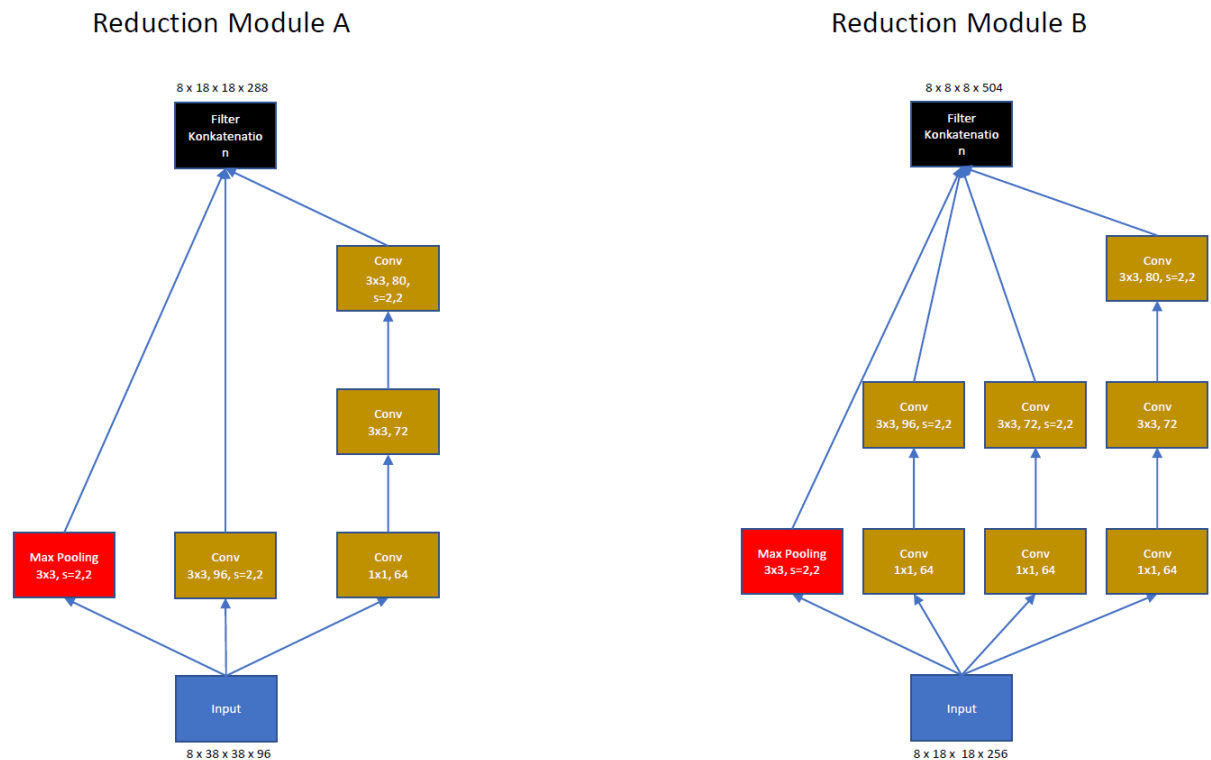 Reduction Module A
8 x 18 x 18 x 288
Filter
Konkatenatio
n
Conv
3x3, 80,
s=2,2
Conv
3x3, 72
Max Pooling
3x3, s=2,2
Conv
3x3, 96, s=2,2
Conv
1x1, 64
Input
8 x 38 x 38 x 96
Reduction Module B
8 x 8 x 8 x 504
Filter
Konkatenatio
n
Conv
3x3, 80, s=2,2
Conv
3x3, 96, s=2,2
Conv
3x3, 72, s=2,2
Conv
3x3, 72
Max Pooling
3x3, s=2,2
Conv
1x1, 64
Conv
1x1, 64
Conv
1x1, 64
Input
8 x 18 x  18 x 256